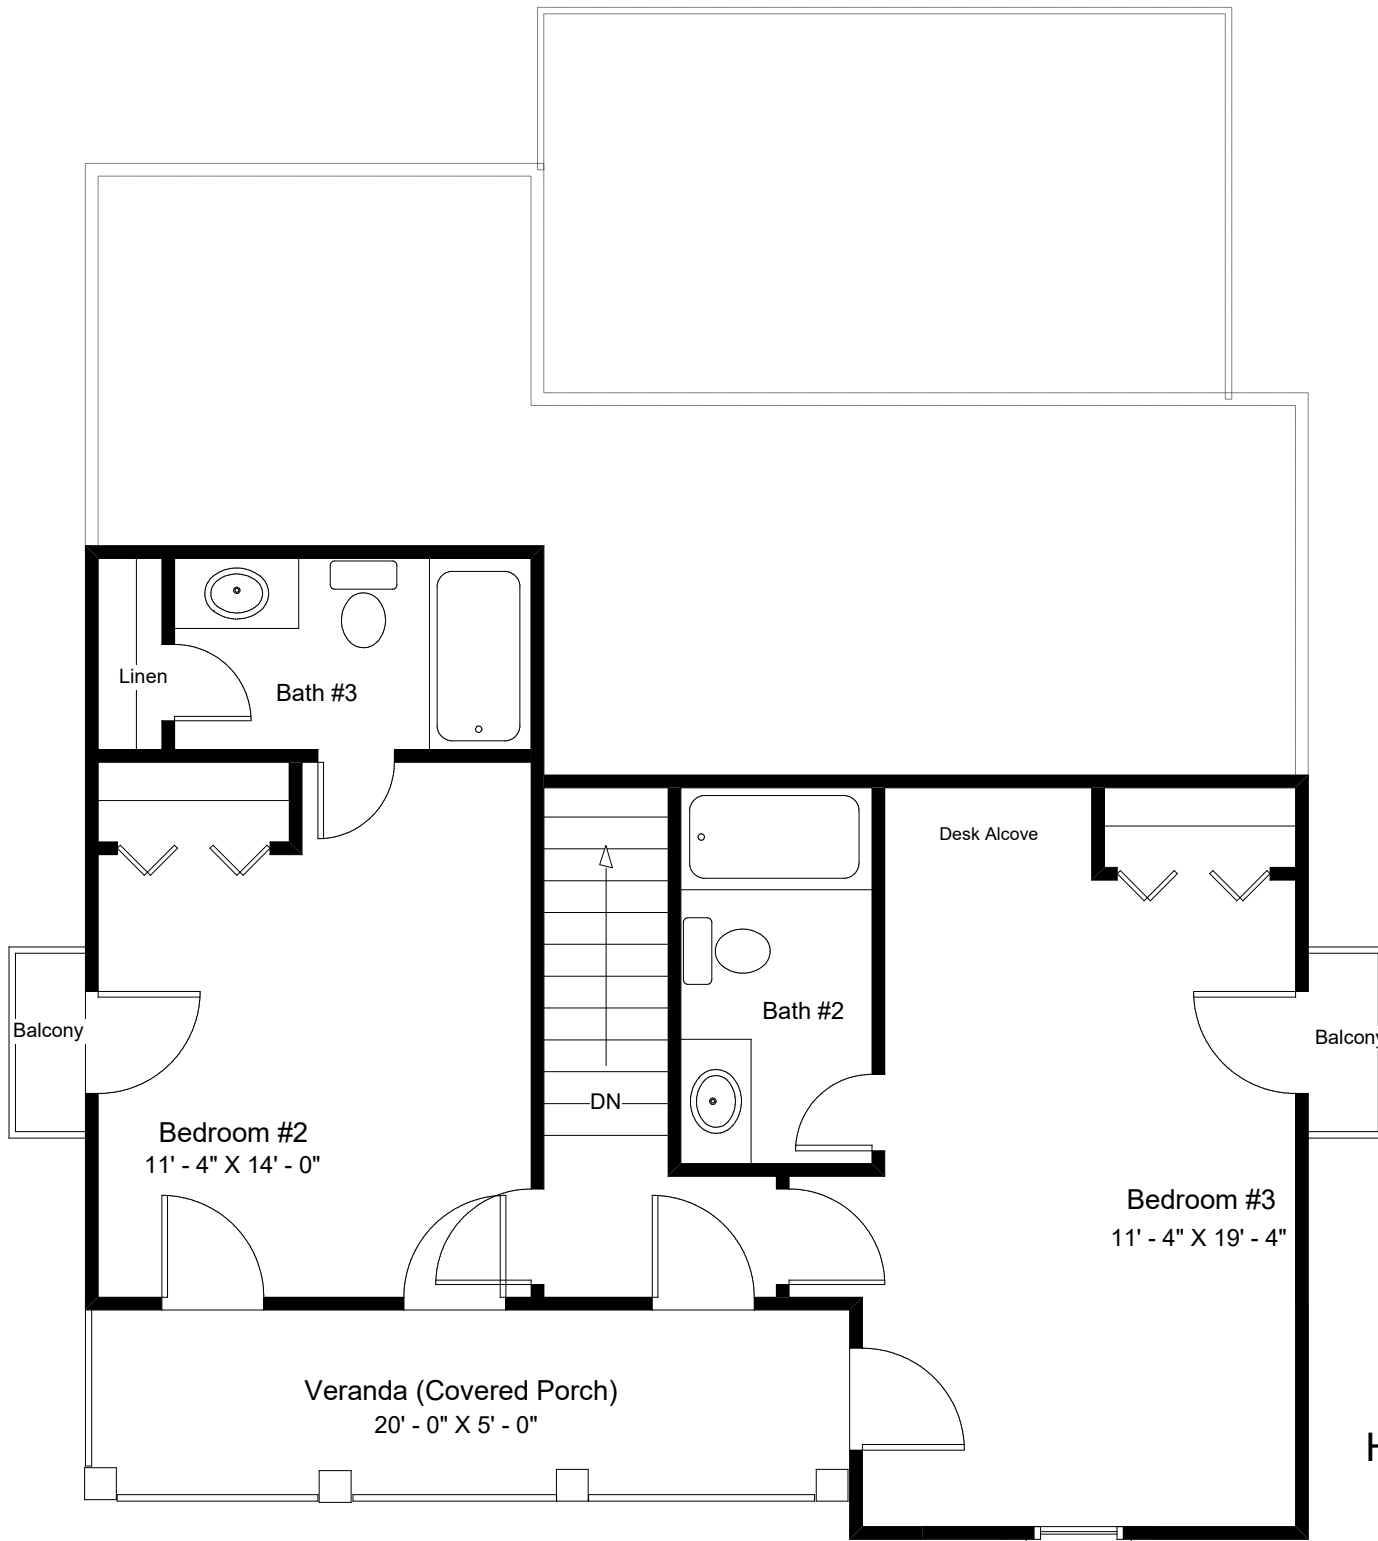 Linen
Bath #3
Desk Alcove
Balcony
Bath #2
Balcony
DN
Bedroom #2
11' - 4" X 14' - 0"
Bedroom #3
11' - 4" X 19' - 4"
Veranda (Covered Porch)
20' - 0" X 5' - 0"
H